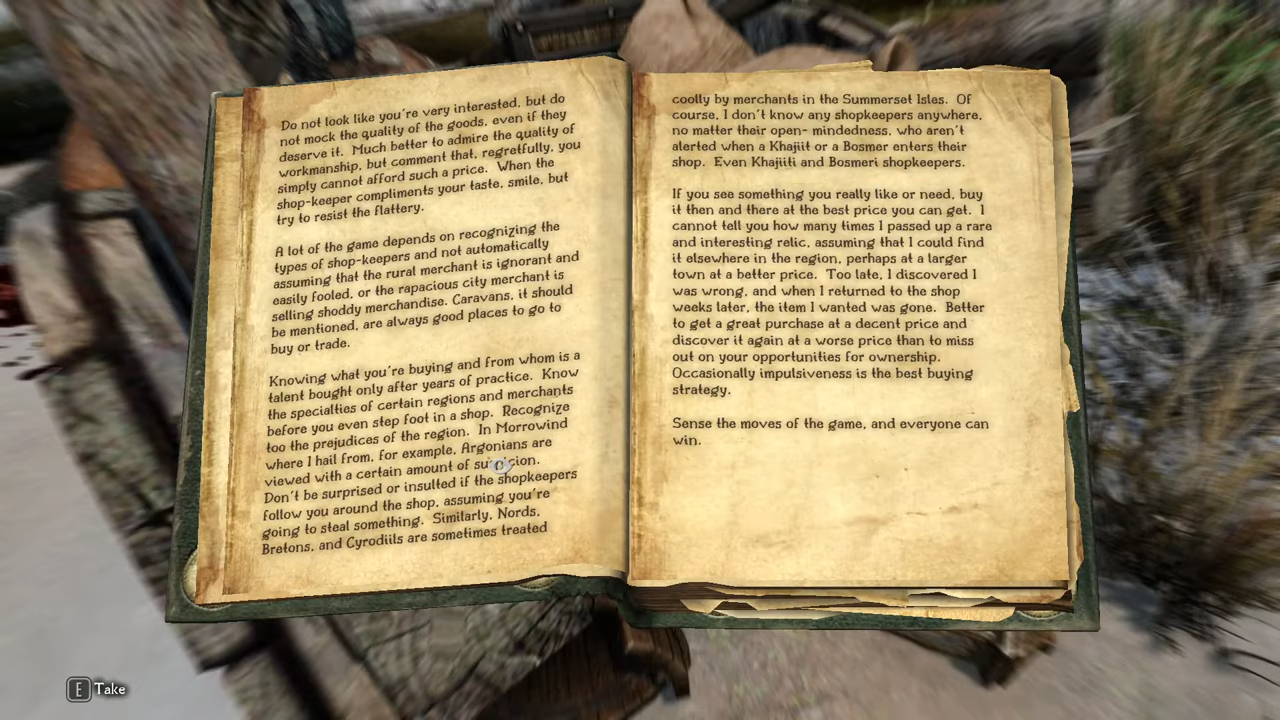 Do not look like you're very interested, but do
not mock the quality of the goods, even if they
deserve it.  Much better to admire the quality of
workmanship, but comment that, regretfully, you
simply cannot afford such a price.  When the
shop-keeper compliments your taste, smile, but
try to resist the flattery.
A lot of the game depends on recognizing the
types of shop-keepers and not automatically
assuming that the rural merchant is ignorant and
easily fooled, or the rapacious city merchant is
selling shoddy merchandise. Caravans, it should
be mentioned, are always good places to go to
buy or trade.
Knowing what you're buying and from whom is a
talent bought only after years of practice.  Know
the specialties of certain regions and merchants
before you even step foot in a shop.  Recognize
too the prejudices of the region.  In Morrowind
where I hail from, for example, Argonians are
viewed with a certain amount of suspicion.
Don't be surprised or insulted if the shopkeepers
follow you around the shop, assuming you're
going to steal something.  Similarly, Nords,
Bretons, and Cyrodiils are sometimes treated
coolly by merchants in the Summerset Isles.  Of
course, I don't know any shopkeepers anywhere,
no matter their open- mindedness, who aren't
alerted when a Khajiit or a Bosmer enters their
shop.  Even Khajiiti and Bosmeri shopkeepers.
If you see something you really like or need, buy
it then and there at the best price you can get.  I
cannot tell you how many times I passed up a rare
and interesting relic, assuming that I could find
it elsewhere in the region, perhaps at a larger
town at a better price.  Too late, I discovered I
was wrong, and when I returned to the shop
weeks later, the item I wanted was gone.  Better
to get a great purchase at a decent price and
discover it again at a worse price than to miss
out on your opportunities for ownership.
Occasionally impulsiveness is the best buying
strategy.
Sense the moves of the game, and everyone can
win.
E Take